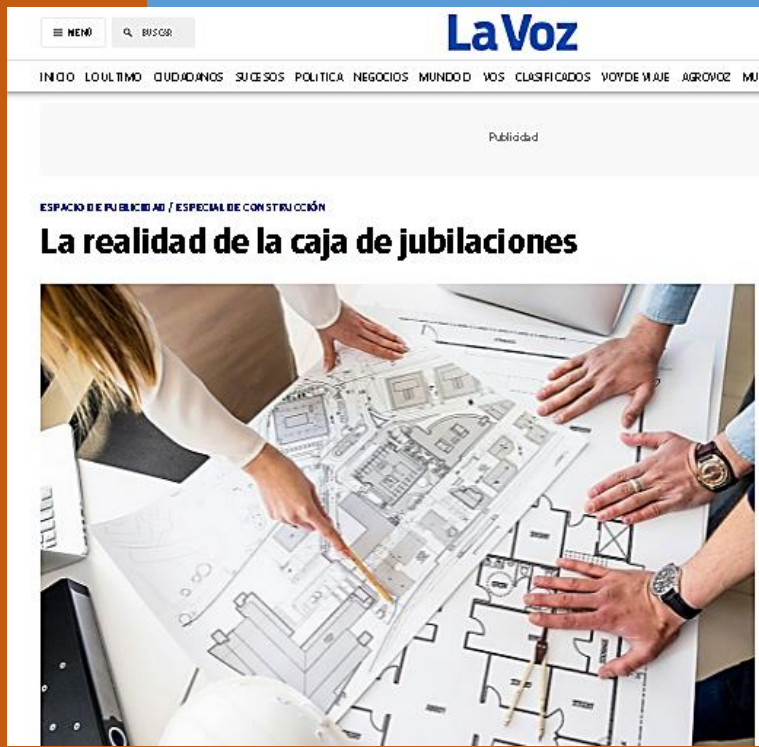 MENÚ
BUSCAR
La Voz
INICIO LO ULTIMO CIUDADANOS SUCESOS POLITICA NEGOCIOS MUNDO D VOS CLASIFICADOS VOY DE VIAJE AGROVOZ MU
Publicidad
ESPACIO DE PUBLICIDAD / ESPECIAL DE CONSTRUCCIÓN
La realidad de la caja de jubilaciones